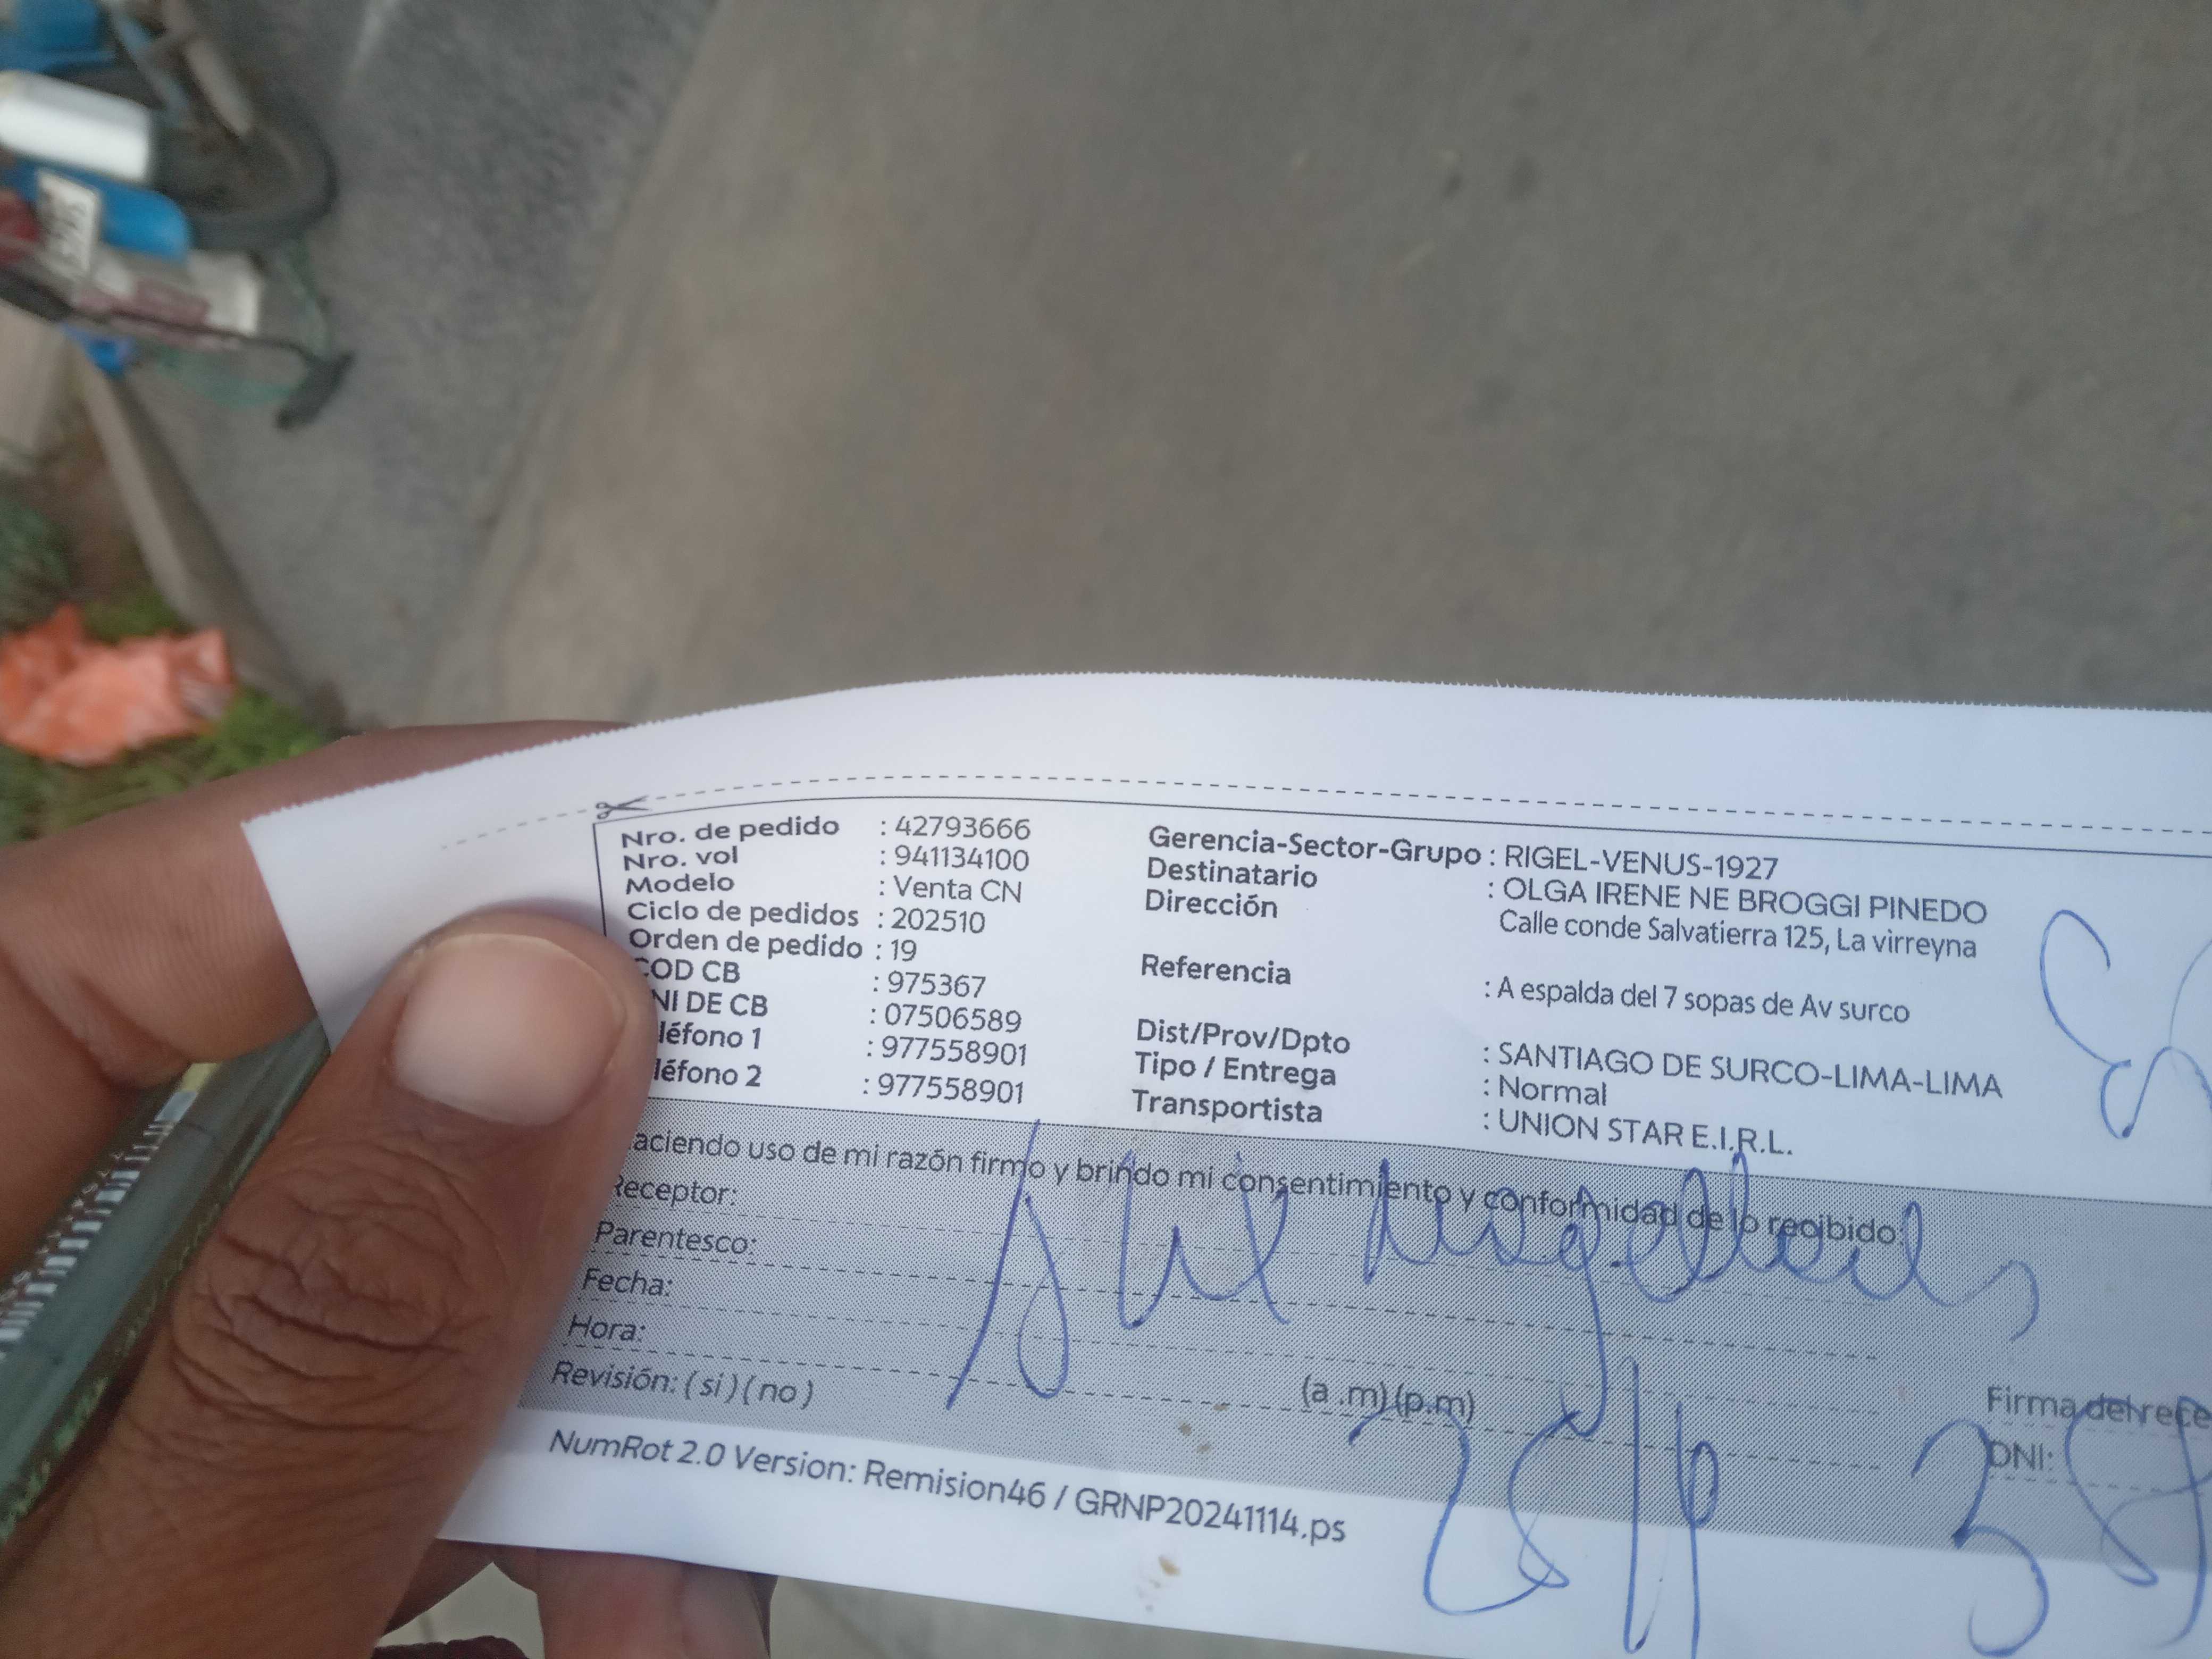 Nro. de pedido : 42793666
Nro. vol : 941134100
Modelo : Venta CN
Ciclo de pedidos : 202510
Orden de pedido : 19
COD CB : 975367
NI DE CB : 07506589
léfono 1 : 977558901
léfono 2 : 977558901
Gerencia-Sector-Grupo : RIGEL-VENUS-1927
Destinatario : OLGA IRENE NE BROGGI PINEDO
Dirección Calle conde Salvatierra 125, La virreyna
Referencia : A espalda del 7 sopas de Av surco
Dist/Prov/Dpto : SANTIAGO DE SURCO-LIMA-LIMA
Tipo / Entrega : Normal
Transportista : UNION STAR E.I.R.L.
aciendo uso de mi razón firmo y brindo mi consentimiento y conformidad de lo recibido:
Receptor:
Parentesco:
Fecha:
Hora: (a .m) (p.m)
Revisión: ( si ) ( no )
Firma del rece
DNI:
NumRot 2.0 Version: Remision46 / GRNP20241114.ps